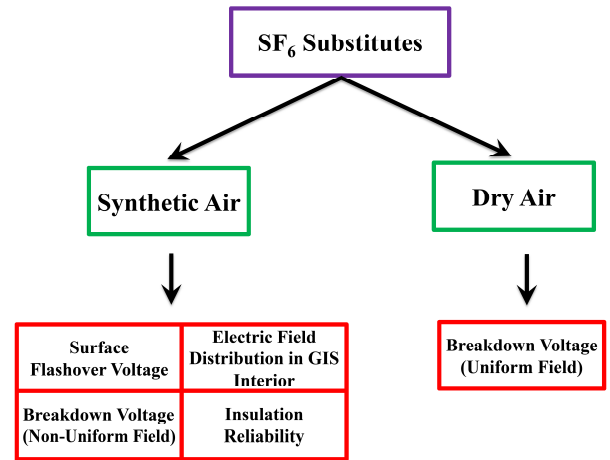 SF₆ Substitutes
Synthetic Air
Dry Air
Surface
Flashover Voltage
Electric Field
Distribution in GIS
Interior
Breakdown Voltage
(Non-Uniform Field)
Insulation
Reliability
Breakdown Voltage
(Uniform Field)